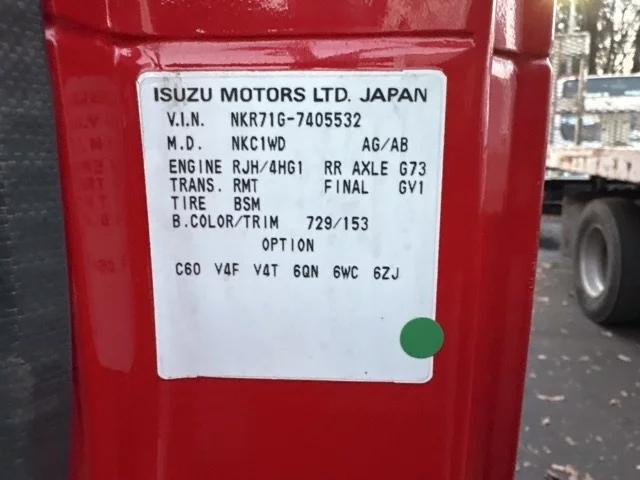 ISUZU MOTORS LTD. JAPAN
V.I.N. NKR71G-7405532
M.D. NKC1WD AG/AB
ENGINE RJH/4HG1 RR AXLE G73
TRANS. RMT FINAL GV1
TIRE BSM
B.COLOR/TRIM 729/153
OPTION
C60 V4F V4T 6QN 6WC 6ZJ